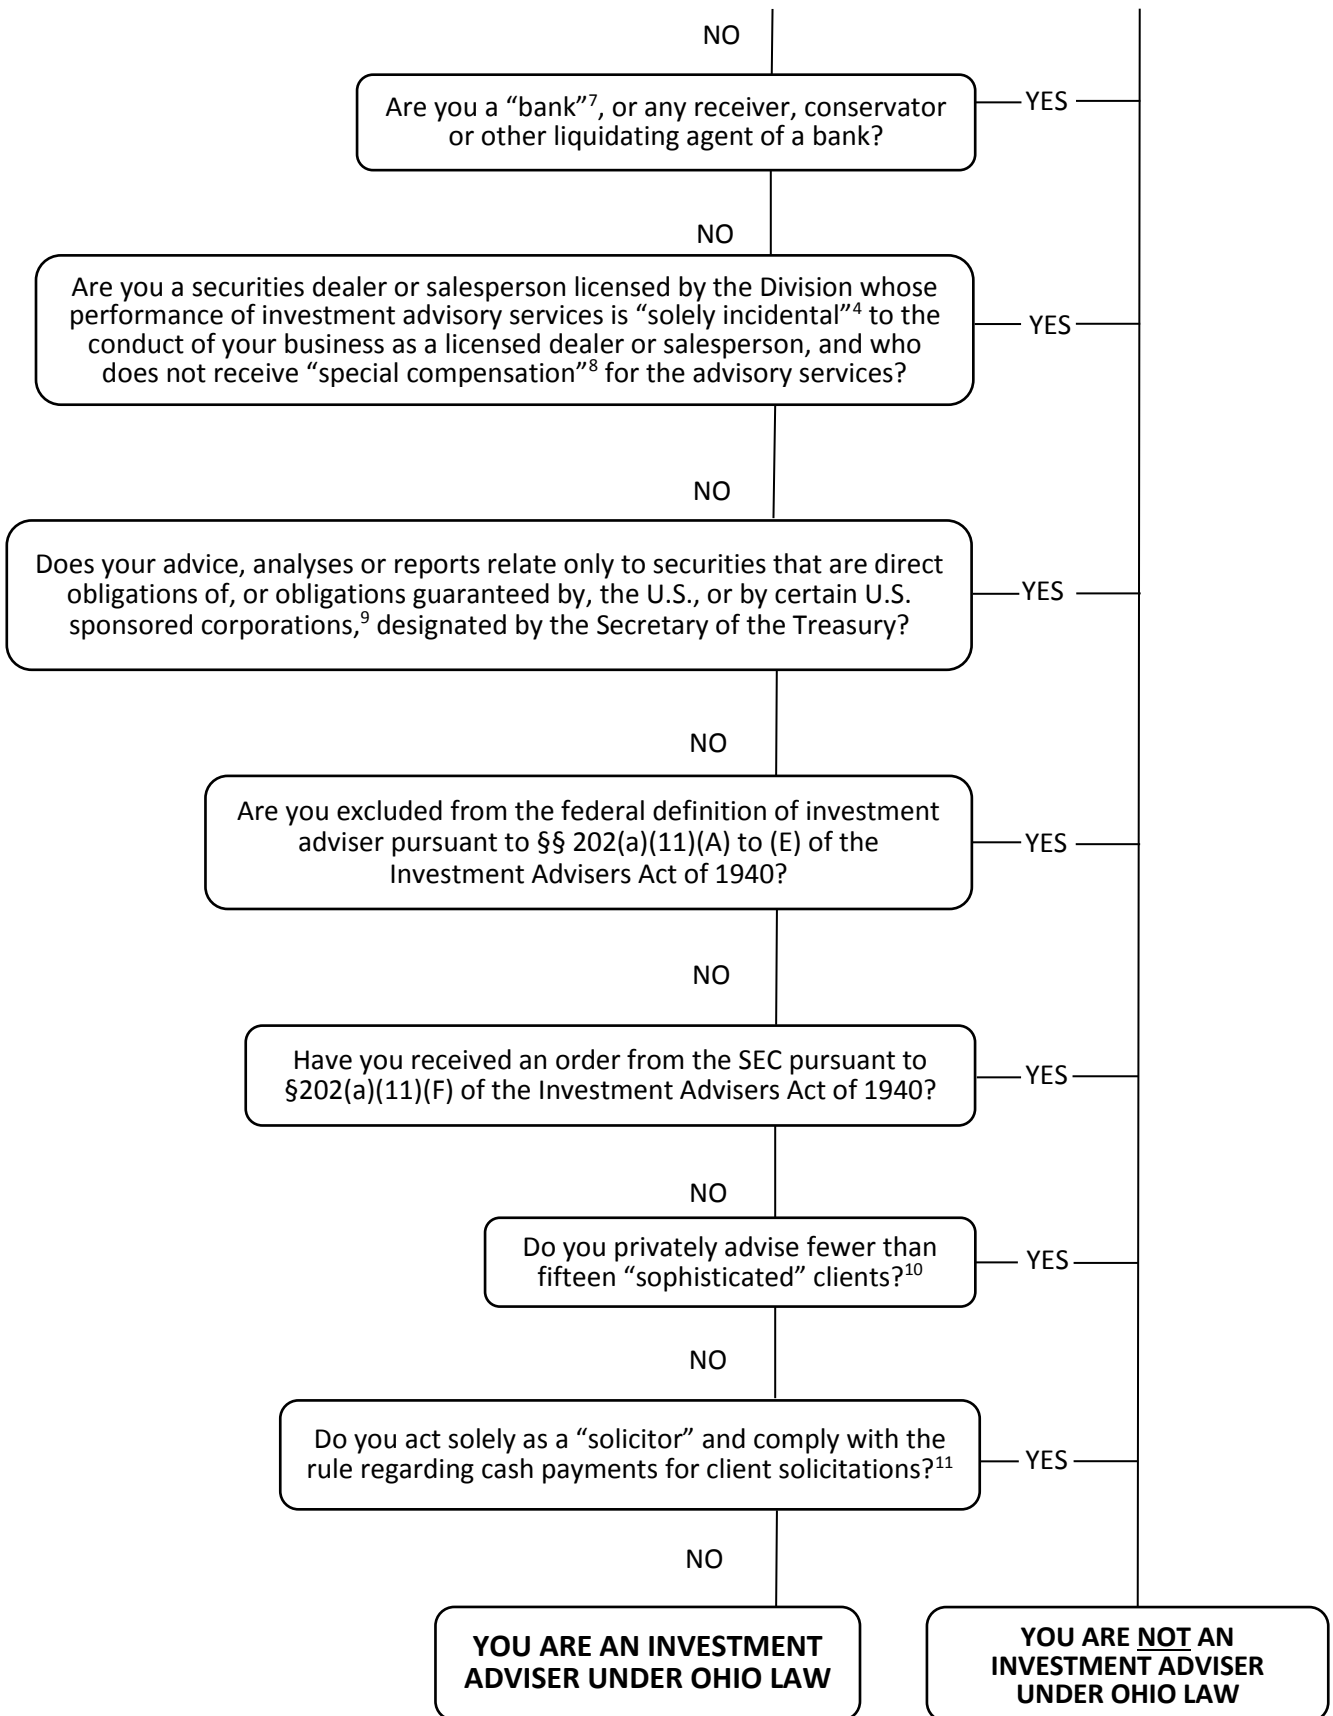 NO
Are you a “bank”7, or any receiver, conservator
or other liquidating agent of a bank?
YES
NO
Are you a securities dealer or salesperson licensed by the Division whose
performance of investment advisory services is “solely incidental”4 to the
conduct of your business as a licensed dealer or salesperson, and who
does not receive “special compensation”8 for the advisory services?
YES
NO
Does your advice, analyses or reports relate only to securities that are direct
obligations of, or obligations guaranteed by, the U.S., or by certain U.S.
sponsored corporations,9 designated by the Secretary of the Treasury?
YES
NO
Are you excluded from the federal definition of investment
adviser pursuant to §§ 202(a)(11)(A) to (E) of the
Investment Advisers Act of 1940?
YES
NO
Have you received an order from the SEC pursuant to
§202(a)(11)(F) of the Investment Advisers Act of 1940?
YES
NO
Do you privately advise fewer than
fifteen “sophisticated” clients?10
YES
NO
Do you act solely as a “solicitor” and comply with the
rule regarding cash payments for client solicitations?11
YES
NO
YOU ARE AN INVESTMENT
ADVISER UNDER OHIO LAW
YOU ARE NOT AN
INVESTMENT ADVISER
UNDER OHIO LAW